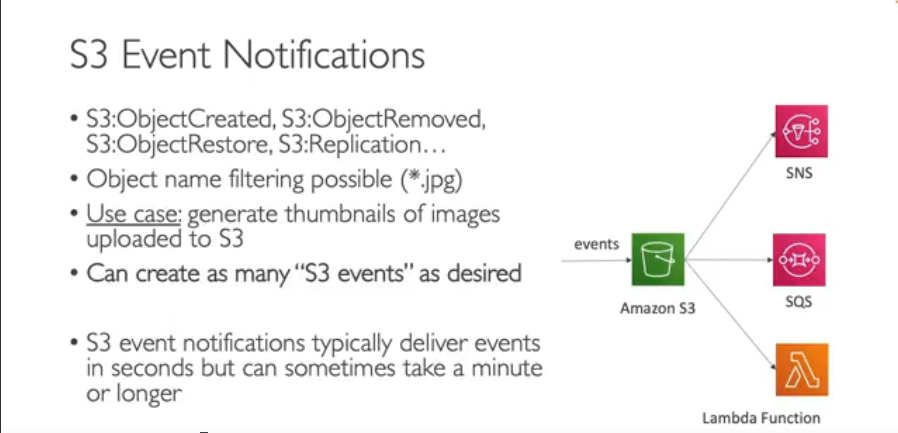 S3 Event Notifications
• S3:ObjectCreated, S3:ObjectRemoved,
S3:ObjectRestore, S3:Replication…
• Object name filtering possible (*.jpg)
• Use case: generate thumbnails of images
uploaded to S3
• Can create as many “S3 events” as desired
• S3 event notifications typically deliver events
in seconds but can sometimes take a minute
or longer
events
Amazon S3
SNS
SQS
Lambda Function